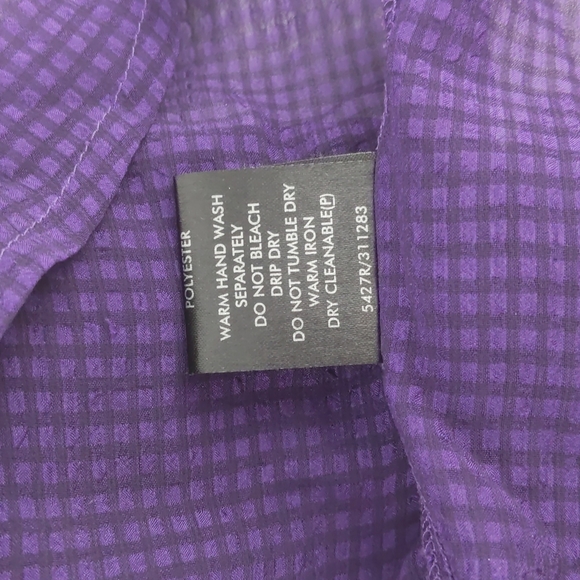 POLYESTER
WARM HAND WASH
SEPARATELY
DO NOT BLEACH
DRIP DRY
DO NOT TUMBLE DRY
WARM IRON
DRY CLEANABLE(P)
5427R/311283